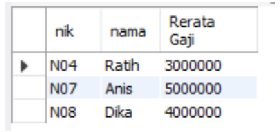 nik nama Rerata Gaji
N04 Ratih 3000000
N07 Anis 5000000
N08 Dika 4000000